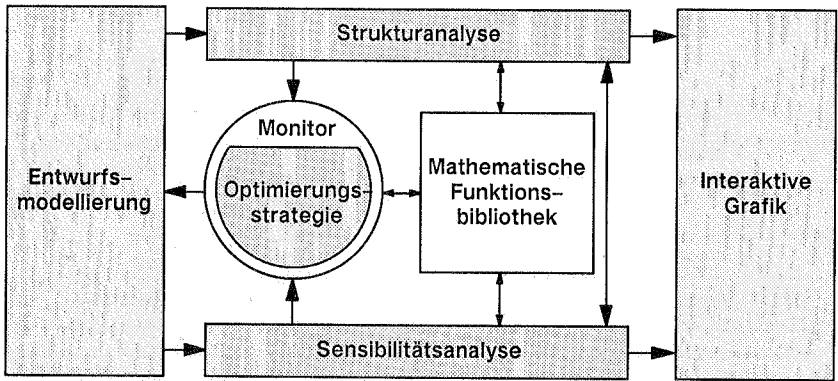 Strukturanalyse
Entwurfs–
modellierung
Monitor
Optimierungs–
strategie
Mathematische
Funktions–
bibliothek
Interaktive
Grafik
Sensibilitätsanalyse